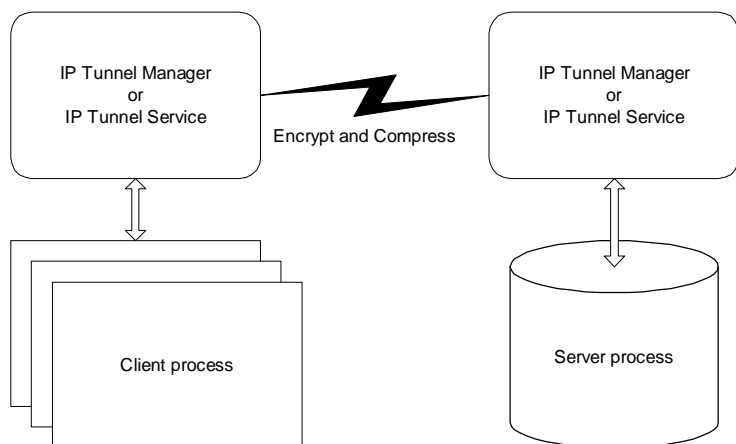 IP Tunnel Manager
or
IP Tunnel Service
IP Tunnel Manager
or
IP Tunnel Service
Encrypt and Compress
Client process
Server process